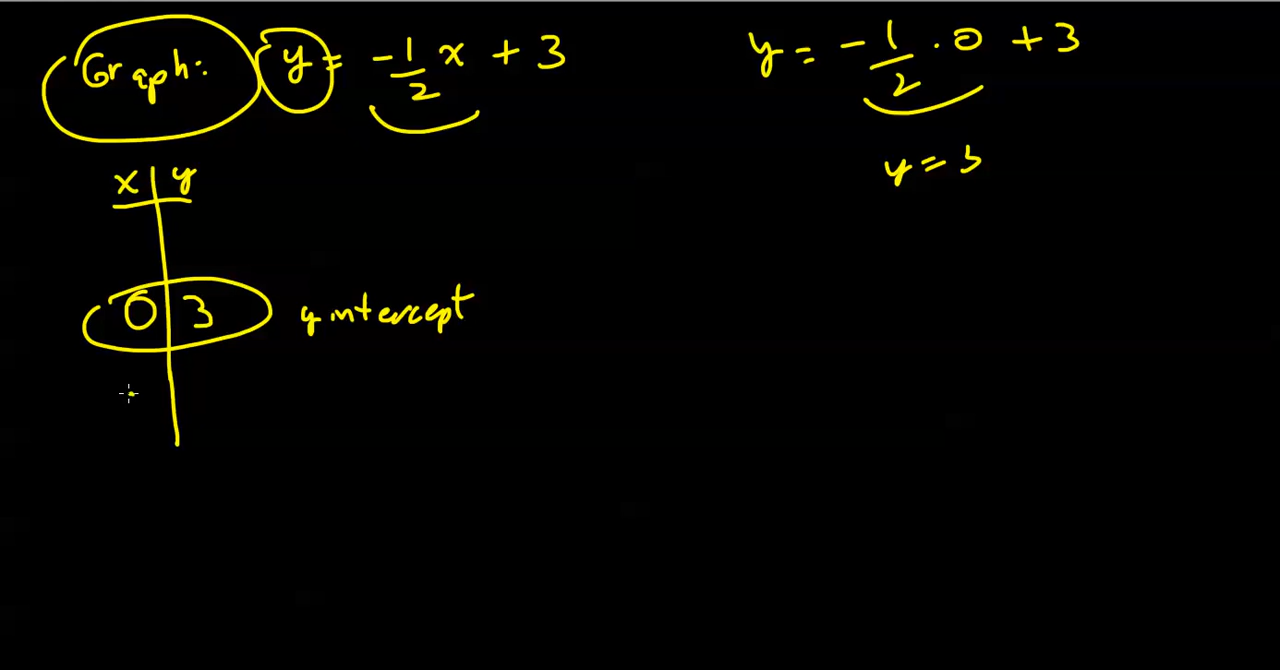 Graph: y = -1/2 x + 3
y = -1/2 · 0 + 3
y = 3
x | y
0 | 3 y intercept